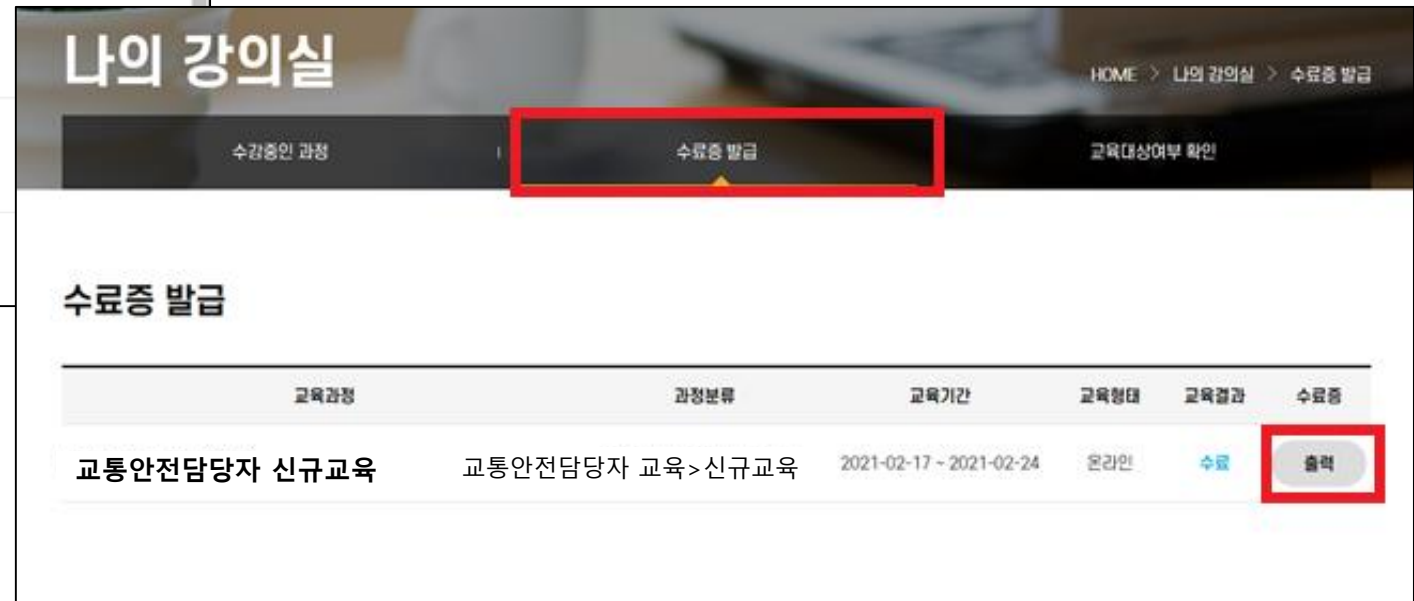 나의 강의실
HOME > 나의 강의실 > 수료증 발급
수강중인 과정 | 수료증 발급 교육대상여부 확인
수료증 발급
교육과정 과정분류 교육기간 교육형태 교육결과 수료증
교통안전담당자 신규교육 교통안전담당자 교육>신규교육 2021-02-17 ~ 2021-02-24 온라인 수료 출력